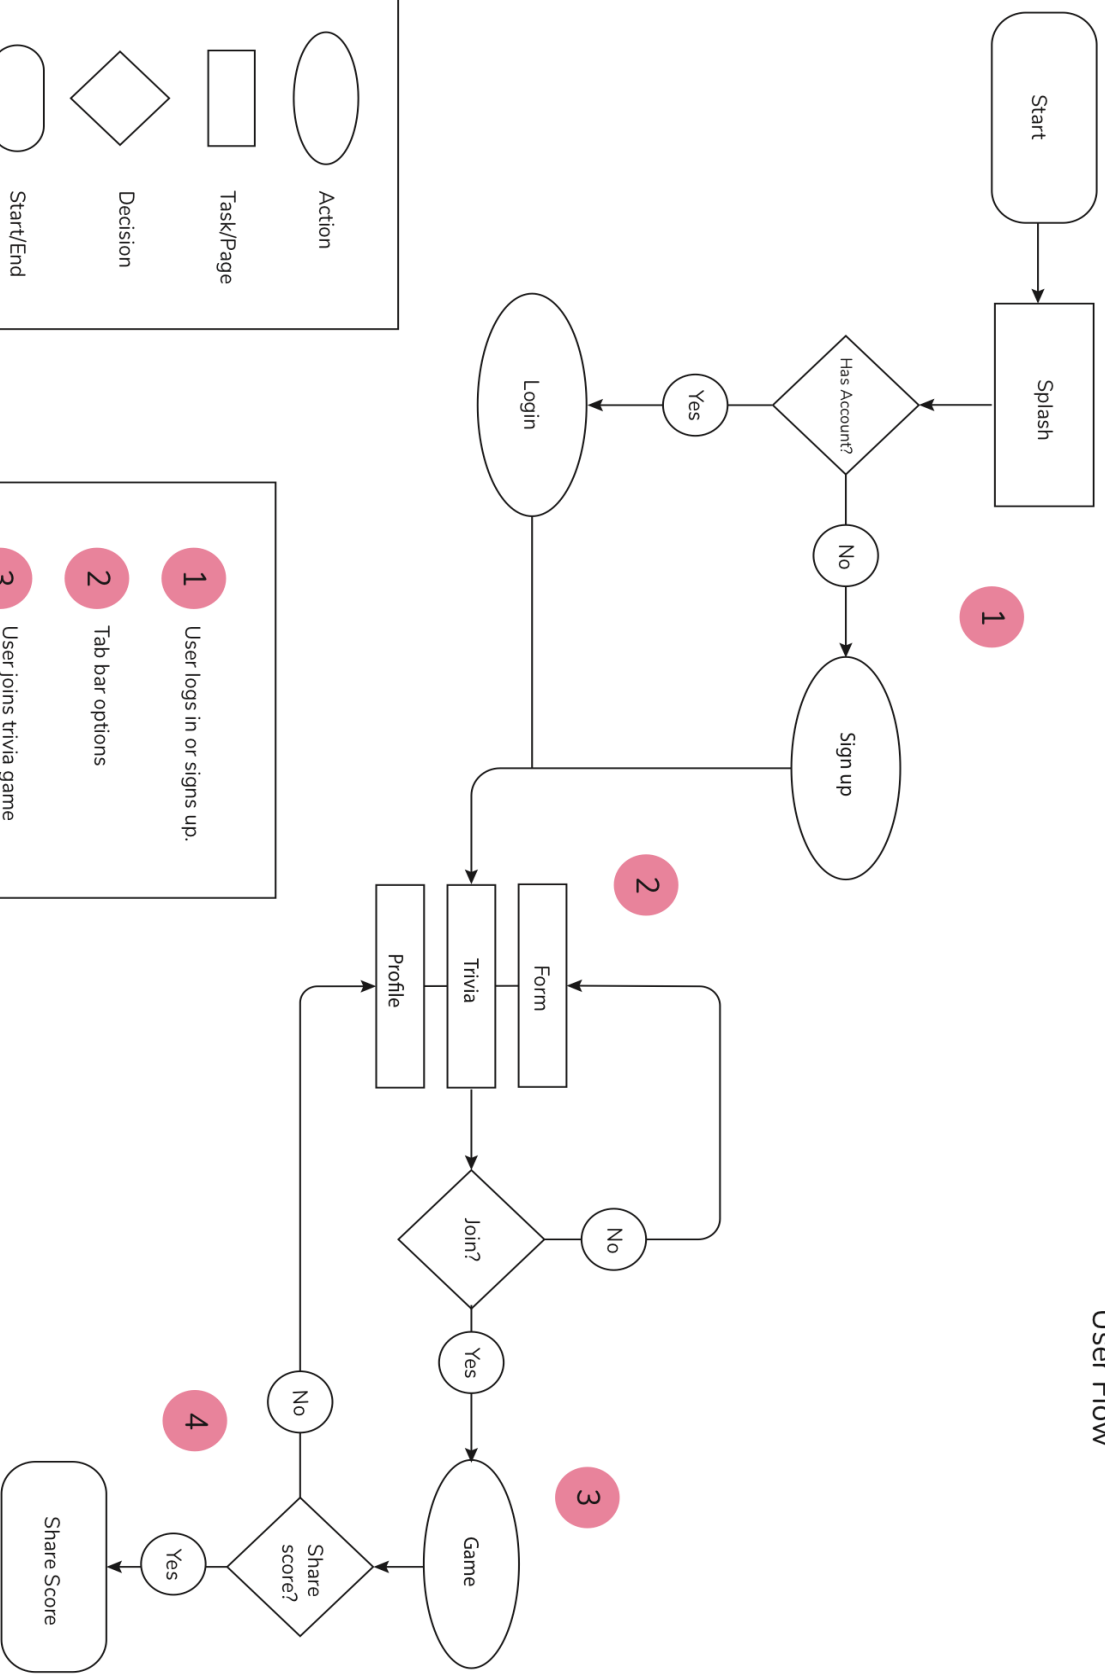 User Flow
Start
Splash
Has Account?
No
Sign up
Yes
Login
1
2
Form
Trivia
Profile
No
Join?
Yes
3
Game
Share
score?
No
4
Yes
Share Score
Action
Task/Page
Decision
Start/End
1 User logs in or signs up.
2 Tab bar options
3 User joins trivia game